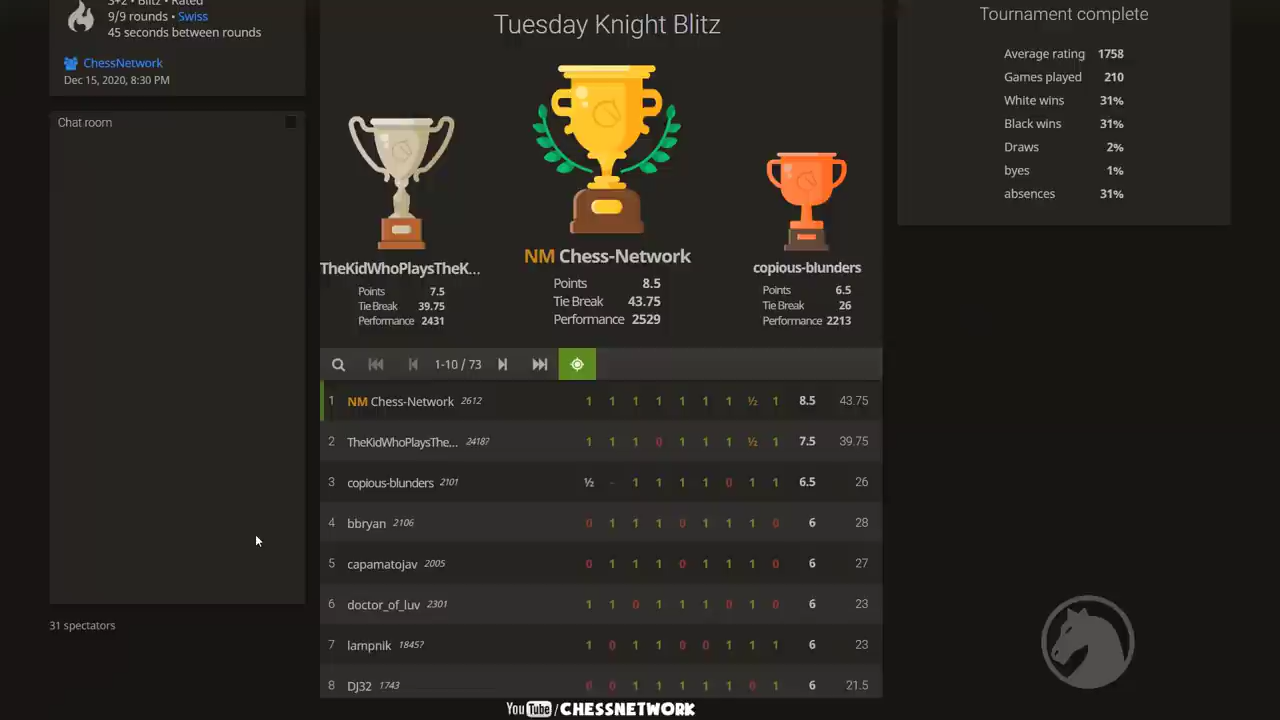 3+2 • Blitz • Rated
9/9 rounds • Swiss
45 seconds between rounds
ChessNetwork
Dec 15, 2020, 8:30 PM
Chat room
31 spectators
Tuesday Knight Blitz
TheKidWhoPlaysTheK...
Points 7.5
Tie Break 39.75
Performance 2431
NM Chess-Network
Points 8.5
Tie Break 43.75
Performance 2529
copious-blunders
Points 6.5
Tie Break 26
Performance 2213
1-10 / 73
1 NM Chess-Network 2612 1 1 1 1 1 1 1 ½ 1 8.5 43.75
2 TheKidWhoPlaysThe... 2418? 1 1 1 0 1 1 1 ½ 1 7.5 39.75
3 copious-blunders 2101 ½ - 1 1 1 1 0 1 1 6.5 26
4 bbryan 2106 0 1 1 1 0 1 1 1 0 6 28
5 capamatojav 2005 0 1 1 1 0 1 1 1 0 6 27
6 doctor_of_luv 2301 1 1 0 1 1 1 0 1 0 6 23
7 lampnik 1845? 1 0 1 1 0 0 1 1 1 6 23
8 DJ32 1743 0 0 1 1 1 1 1 0 1 6 21.5
YouTube / CHESSNETWORK
Tournament complete
Average rating 1758
Games played 210
White wins 31%
Black wins 31%
Draws 2%
byes 1%
absences 31%